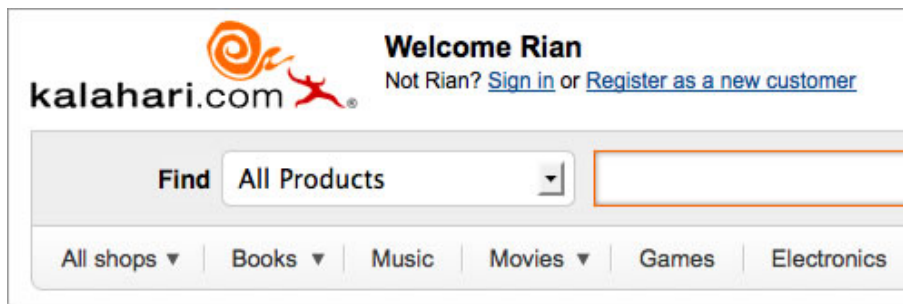 kalahari.com ®
Welcome Rian
Not Rian? Sign in or Register as a new customer
Find All Products
All shops ▼ Books ▼ Music Movies ▼ Games Electronics